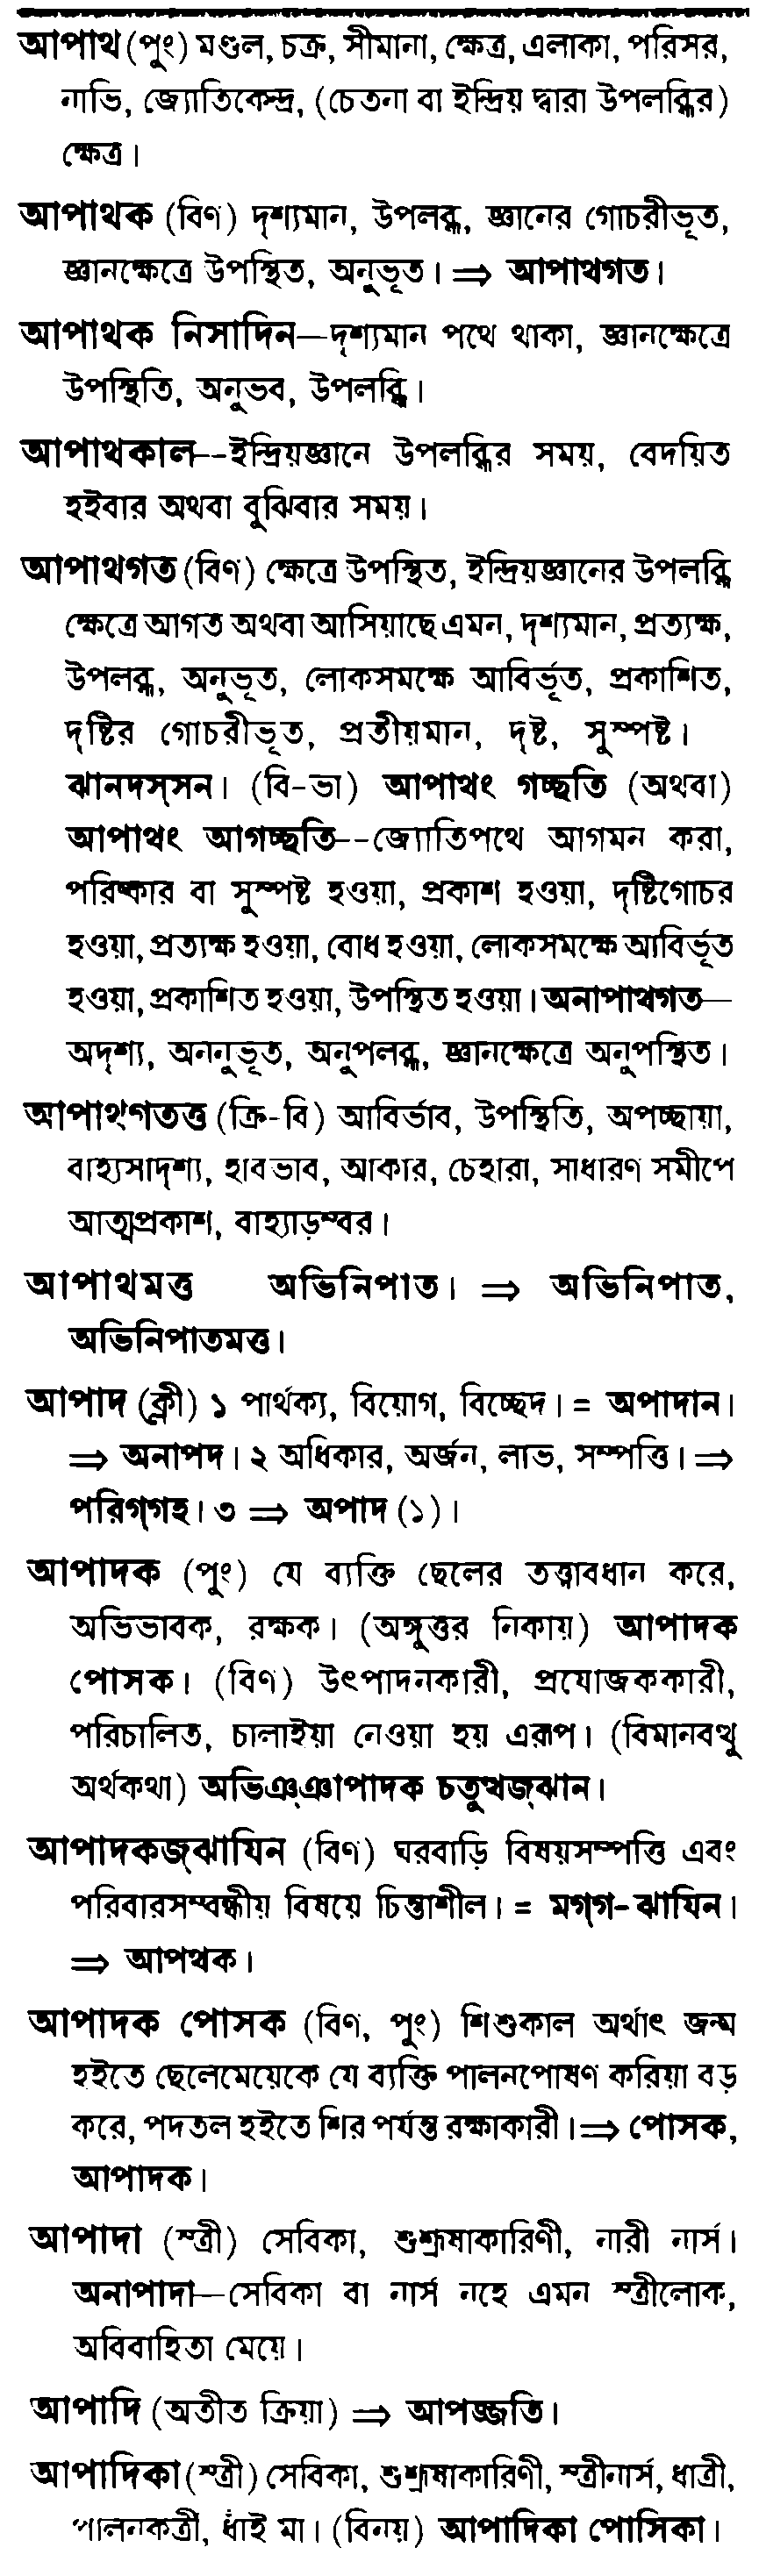 আপাথ (পুং) মণ্ডল, চক্র, সীমানা, ক্ষেত্র, এলাকা, পরিসর,
নাভি, জ্যোতিকেন্দ্র, (চেতনা বা ইন্দ্রিয় দ্বারা উপলব্ধির)
ক্ষেত্র।
আপাথক (বিণ) দৃশ্যমান, উপলব্ধ, জ্ঞানের গোচরীভূত,
জ্ঞানক্ষেত্রে উপস্থিত, অনুভূত। ⇒ আপাথগত।
আপাথক নিসাদিন—দৃশ্যমান পথে থাকা, জ্ঞানক্ষেত্রে
উপস্থিতি, অনুভব, উপলব্ধি।
আপাথকাল--ইন্দ্রিয়জ্ঞানে উপলব্ধির সময়, বেদয়িত
হইবার অথবা বুঝিবার সময়।
আপাথগত (বিণ) ক্ষেত্রে উপস্থিত, ইন্দ্রিয়জ্ঞানের উপলব্ধি
ক্ষেত্রে আগত অথবা আসিয়াছে এমন, দৃশ্যমান, প্রত্যক্ষ,
উপলব্ধ, অনুভূত, লোকসমক্ষে আবির্ভূত, প্রকাশিত,
দৃষ্টির গোচরীভূত, প্রতীয়মান, দৃষ্ট, সুস্পষ্ট।
ঝানদস্সন। (বি-ভা) আপাথং গচ্ছতি (অথবা)
আপাথং আগচ্ছতি--জ্যোতিপথে আগমন করা,
পরিষ্কার বা সুস্পষ্ট হওয়া, প্রকাশ হওয়া, দৃষ্টিগোচর
হওয়া, প্রত্যক্ষ হওয়া, বোধ হওয়া, লোকসমক্ষে আবির্ভূত
হওয়া, প্রকাশিত হওয়া, উপস্থিত হওয়া। অনাপাথগত—
অদৃশ্য, অননুভূত, অনুপলব্ধ, জ্ঞানক্ষেত্রে অনুপস্থিত।
আপাথগতত্ত (ক্রি-বি) আবির্ভাব, উপস্থিতি, অপচ্ছায়া,
বাহ্যসাদৃশ্য, হাবভাব, আকার, চেহারা, সাধারণ সমীপে
আত্মপ্রকাশ, বাহ্যাড়ম্বর।
আপাথমত্ত অভিনিপাত। ⇒ অভিনিপাত,
অভিনিপাতমত্ত।
আপাদ (ক্লী) ১ পার্থক্য, বিয়োগ, বিচ্ছেদ। = অপাদান।
⇒ অনাপদ। ২ অধিকার, অর্জন, লাভ, সম্পত্তি। ⇒
পরিগ্গহ। ৩ ⇒ অপাদ (১)।
আপাদক (পুং) যে ব্যক্তি ছেলের তত্ত্বাবধান করে,
অভিভাবক, রক্ষক। (অঙ্গুত্তর নিকায়) আপাদক
পোসক। (বিণ) উৎপাদনকারী, প্রযোজককারী,
পরিচালিত, চালাইয়া নেওয়া হয় এরূপ। (বিমানবত্থু
অর্থকথা) অভিঞ্ঞাপাদক চতুত্থজ্ঝান।
আপাদকজ্ঝাযিন (বিণ) ঘরবাড়ি বিষয়সম্পত্তি এবং
পরিবারসম্বন্ধীয় বিষয়ে চিন্তাশীল। = মগ্গ-ঝাযিন।
⇒ আপথক।
আপাদক পোসক (বিণ, পুং) শিশুকাল অর্থাৎ জন্ম
হইতে ছেলেমেয়েকে যে ব্যক্তি পালনপোষণ করিয়া বড়
করে, পদতল হইতে শির পর্যন্ত রক্ষাকারী। ⇒ পোসক,
আপাদক।
আপাদা (স্ত্রী) সেবিকা, শুশ্রূষাকারিণী, নারী নার্স।
অনাপাদা—সেবিকা বা নার্স নহে এমন স্ত্রীলোক,
অবিবাহিতা মেয়ে।
আপাদি (অতীত ক্রিয়া) ⇒ আপজ্জতি।
আপাদিকা (স্ত্রী) সেবিকা, শুশ্রূষাকারিণী, স্ত্রীনার্স, ধাত্রী,
পালনকর্ত্রী, ধাই মা। (বিনয়) আপাদিকা পোসিকা।